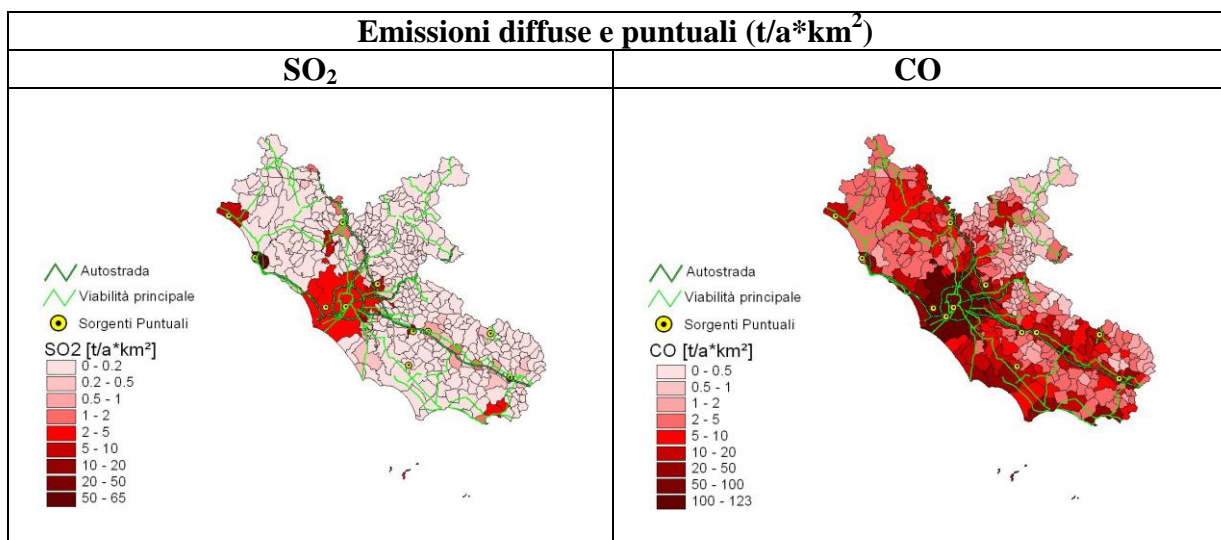 Emissioni diffuse e puntuali (t/a*km²)
SO₂
CO
Autostrada
Viabilità principale
Sorgenti Puntuali
SO2 [t/a*km²]
0 - 0.2
0.2 - 0.5
0.5 - 1
1 - 2
2 - 5
5 - 10
10 - 20
20 - 50
50 - 65
Autostrada
Viabilità principale
Sorgenti Puntuali
CO [t/a*km²]
0 - 0.5
0.5 - 1
1 - 2
2 - 5
5 - 10
10 - 20
20 - 50
50 - 100
100 - 123